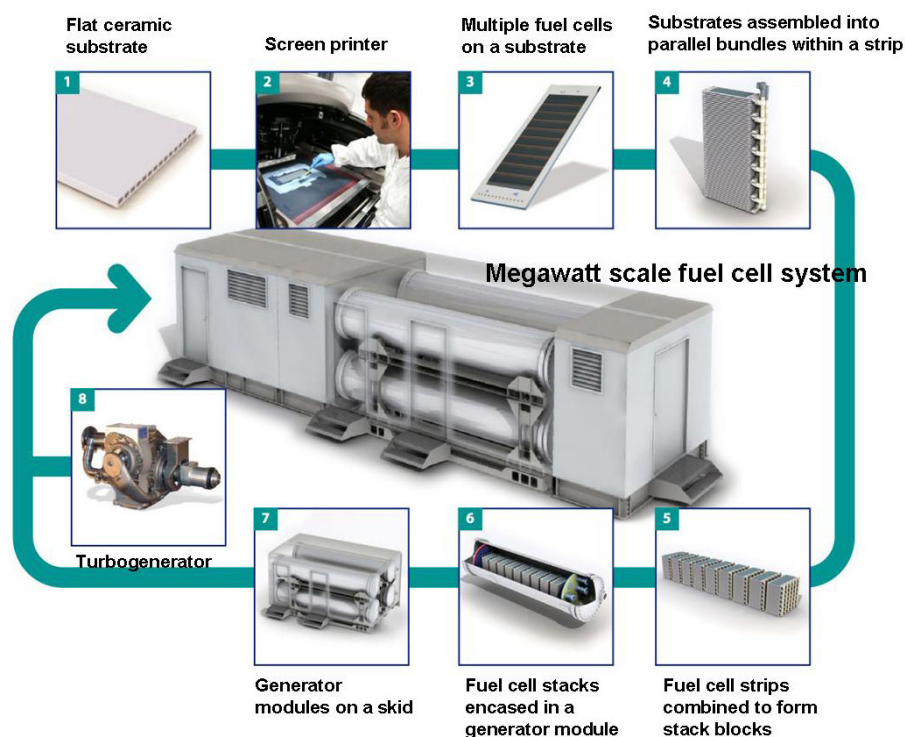 Flat ceramic
substrate
Screen printer
Multiple fuel cells
on a substrate
Substrates assembled into
parallel bundles within a strip
1
2
3
4
Megawatt scale fuel cell system
8
Turbogenerator
7
6
5
Generator
modules on a skid
Fuel cell stacks
encased in a
generator module
Fuel cell strips
combined to form
stack blocks